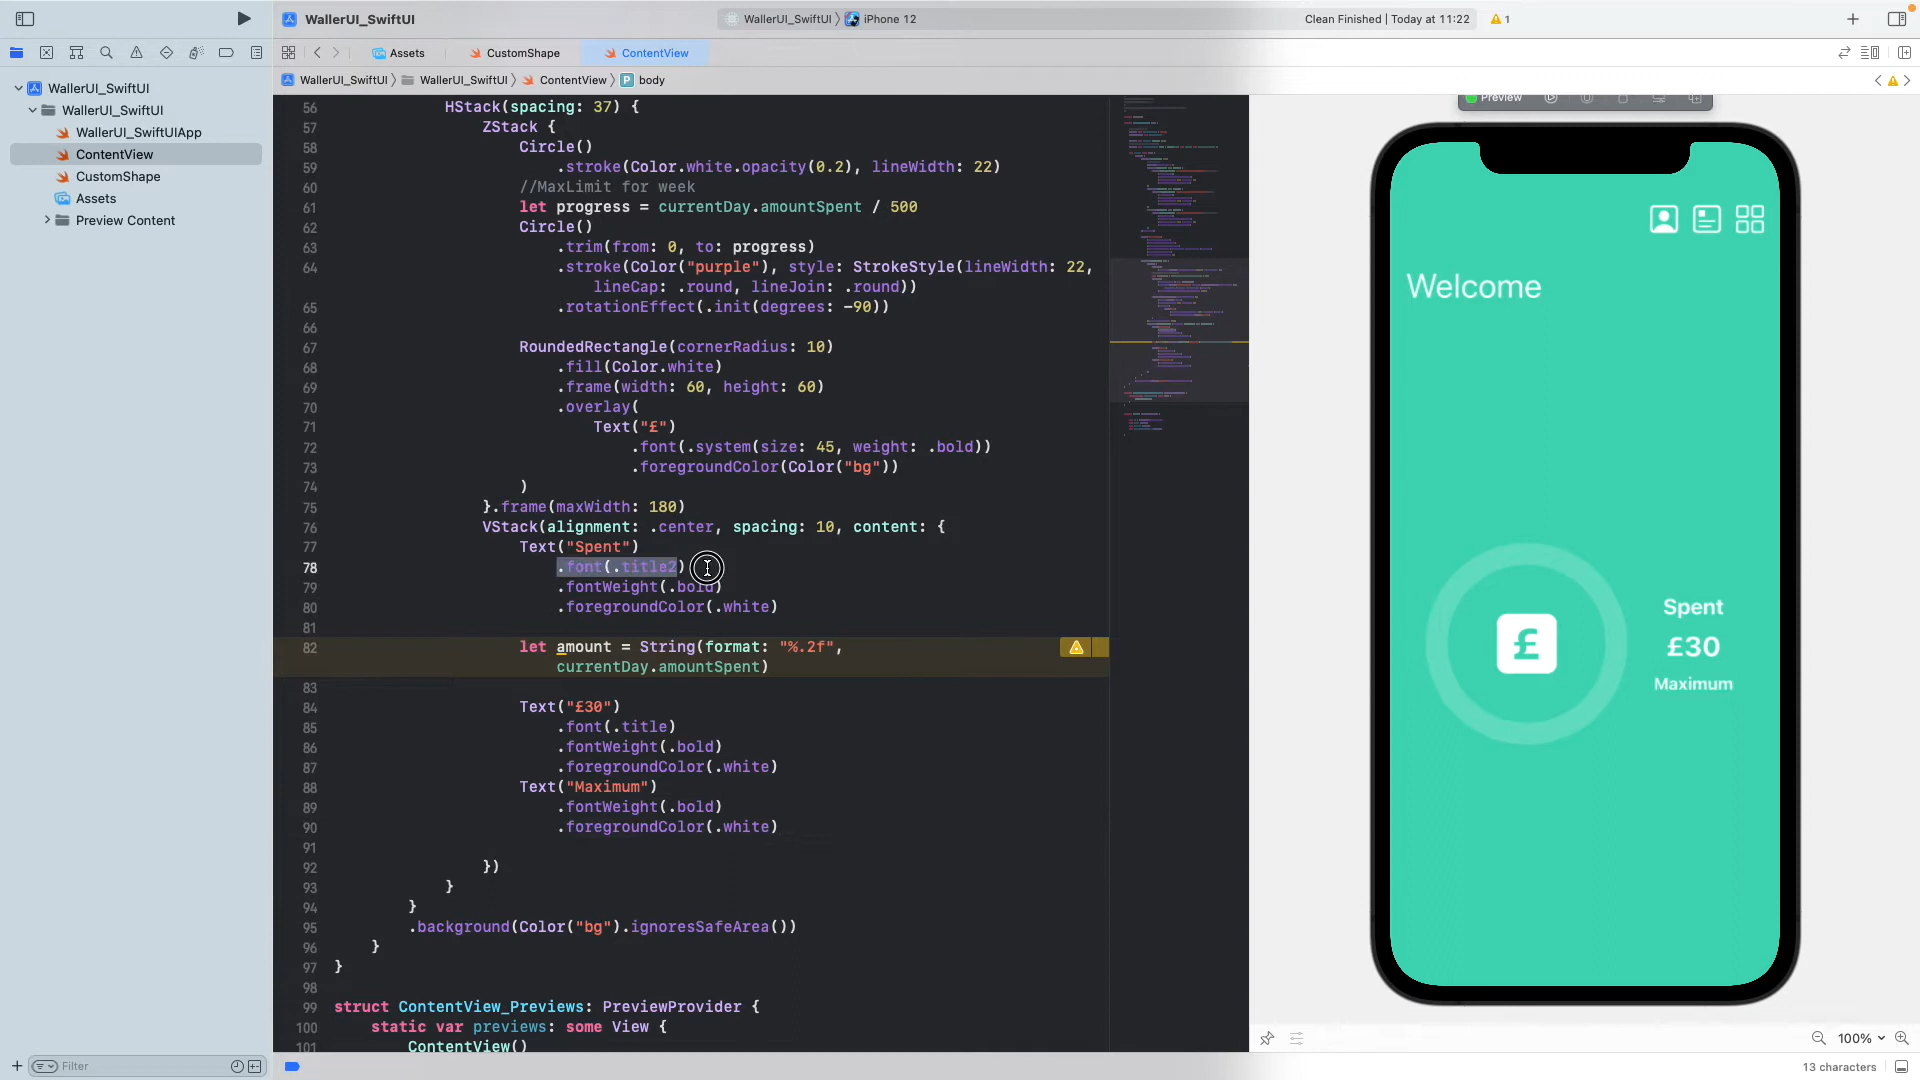 WallerUI_SwiftUI
WallerUI_SwiftUI
iPhone 12
Clean Finished | Today at 11:22
1
Assets
CustomShape
ContentView
WallerUI_SwiftUI
WallerUI_SwiftUI
ContentView
P body
WallerUI_SwiftUI
WallerUI_SwiftUI
WallerUI_SwiftUIApp
ContentView
CustomShape
Assets
Preview Content
56 HStack(spacing: 37) {
57 ZStack {
58 Circle()
59 .stroke(Color.white.opacity(0.2), lineWidth: 22)
60 //MaxLimit for week
61 let progress = currentDay.amountSpent / 500
62 Circle()
63 .trim(from: 0, to: progress)
64 .stroke(Color("purple"), style: StrokeStyle(lineWidth: 22,
lineCap: .round, lineJoin: .round))
65 .rotationEffect(.init(degrees: -90))
66
67 RoundedRectangle(cornerRadius: 10)
68 .fill(Color.white)
69 .frame(width: 60, height: 60)
70 .overlay(
71 Text("£")
72 .font(.system(size: 45, weight: .bold))
73 .foregroundColor(Color("bg"))
74 )
75 }.frame(maxWidth: 180)
76 VStack(alignment: .center, spacing: 10, content: {
77 Text("Spent")
78 .font(.title2)
79 .fontWeight(.bold)
80 .foregroundColor(.white)
81
82 let amount = String(format: "%.2f",
currentDay.amountSpent)
83
84 Text("£30")
85 .font(.title)
86 .fontWeight(.bold)
87 .foregroundColor(.white)
88 Text("Maximum")
89 .fontWeight(.bold)
90 .foregroundColor(.white)
91
92 })
93 }
94 }
95 .background(Color("bg").ignoresSafeArea())
96 }
97 }
98
99 struct ContentView_Previews: PreviewProvider {
100 static var previews: some View {
101 ContentView()
Preview
Welcome
£
Spent
£30
Maximum
100%
Filter
13 characters